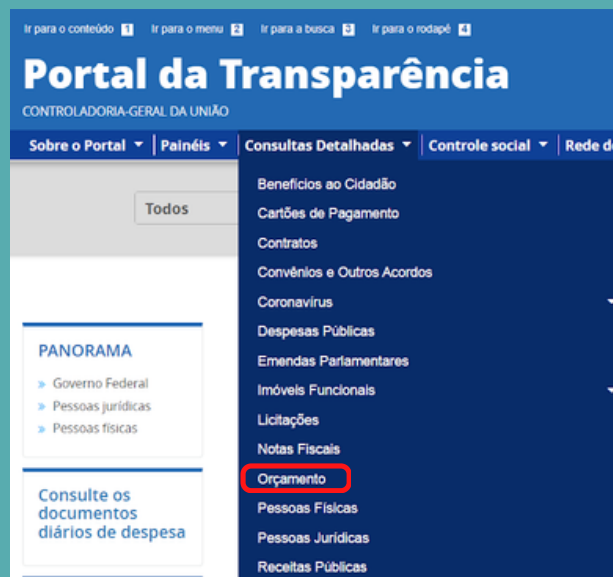 Ir para o conteúdo 1 Ir para o menu 2 Ir para a busca 3 Ir para o rodapé 4
Portal da Transparência
CONTROLADORIA-GERAL DA UNIÃO
Sobre o Portal Painéis Consultas Detalhadas Controle social Rede de
Todos
Benefícios ao Cidadão
Cartões de Pagamento
Contratos
Convênios e Outros Acordos
Coronavírus
Despesas Públicas
Emendas Parlamentares
Imóveis Funcionais
Licitações
Notas Fiscais
Orçamento
Pessoas Físicas
Pessoas Jurídicas
Receitas Públicas
PANORAMA
Governo Federal
Pessoas jurídicas
Pessoas físicas
Consulte os
documentos
diários de despesa